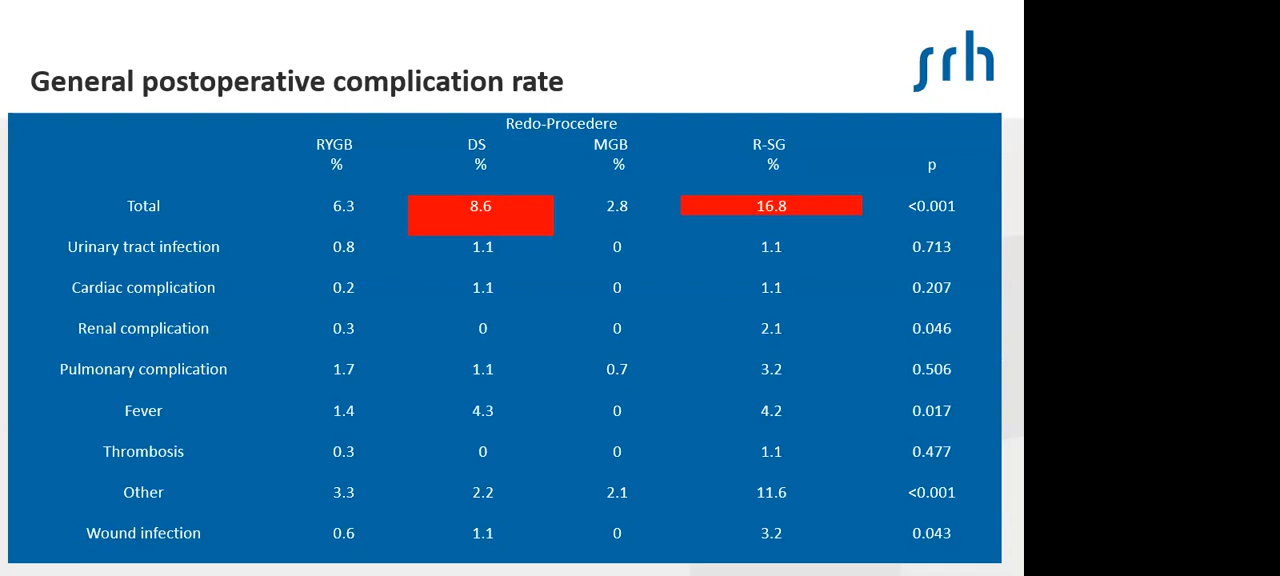 srh
General postoperative complication rate
Redo-Procedere
RYGB DS MGB R-SG
% % % % p
Total 6.3 8.6 2.8 16.8 <0.001
Urinary tract infection 0.8 1.1 0 1.1 0.713
Cardiac complication 0.2 1.1 0 1.1 0.207
Renal complication 0.3 0 0 2.1 0.046
Pulmonary complication 1.7 1.1 0.7 3.2 0.506
Fever 1.4 4.3 0 4.2 0.017
Thrombosis 0.3 0 0 1.1 0.477
Other 3.3 2.2 2.1 11.6 <0.001
Wound infection 0.6 1.1 0 3.2 0.043